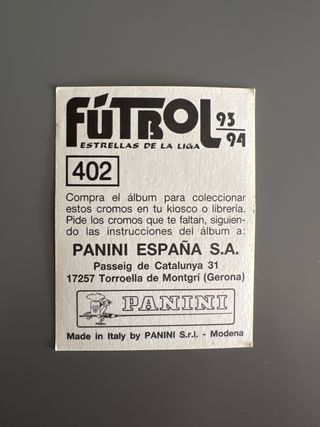 FÚTBOL 93
94
ESTRELLAS DE LA LIGA
402
Compra el álbum para coleccionar
estos cromos en tu kiosco o librería.
Pide los cromos que te faltan, siguien-
do las instrucciones del álbum a:
PANINI ESPAÑA S.A.
Passeig de Catalunya 31
17257 Torroella de Montgrí (Gerona)
PANINI
Made in Italy by PANINI S.r.l. - Modena